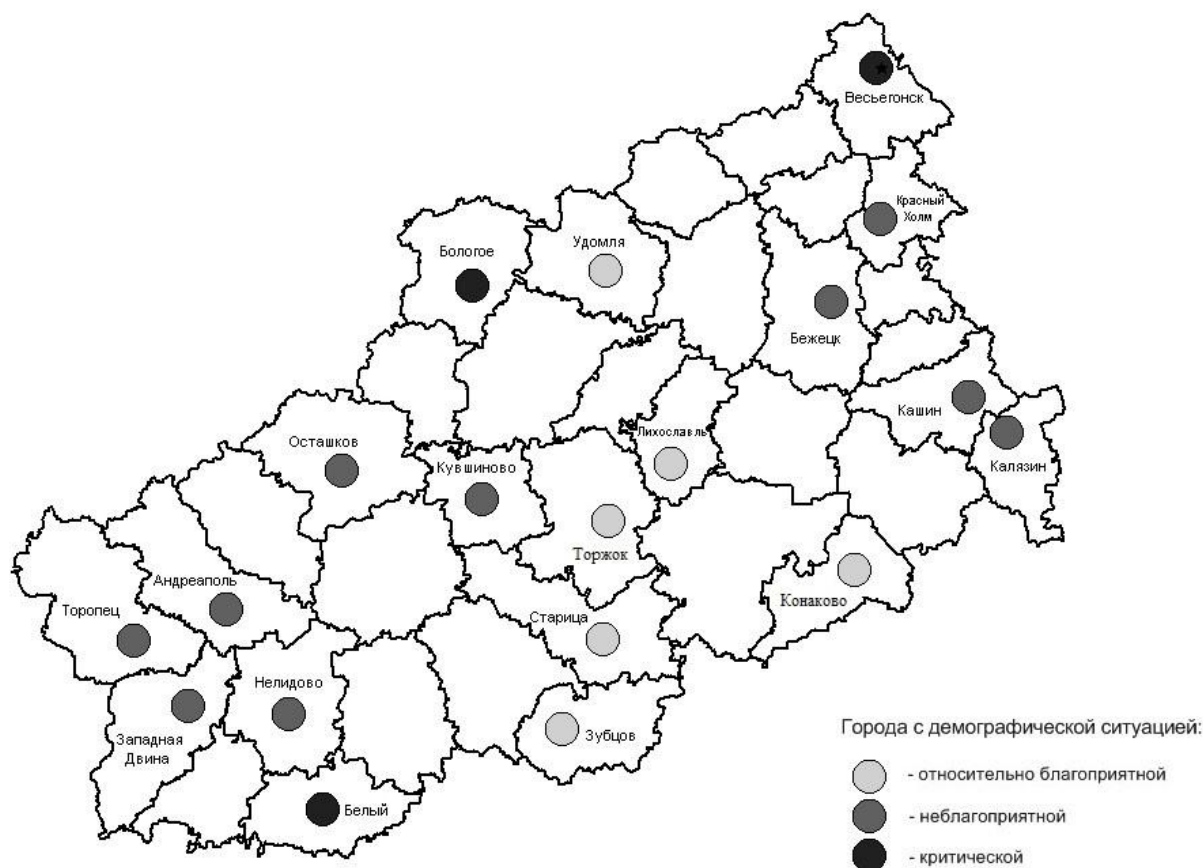 Весьегонск
Красный
Холм
Удомля
Бологое
Бежецк
Кашин
Лихославль
Осташков
Кувшиново
Калязин
Торжок
Андреаполь
Конаково
Торопец
Старица
Нелидово
Зубцов
Западная
Двина
Белый
Города с демографической ситуацией:
- относительно благоприятной
- неблагоприятной
- критической